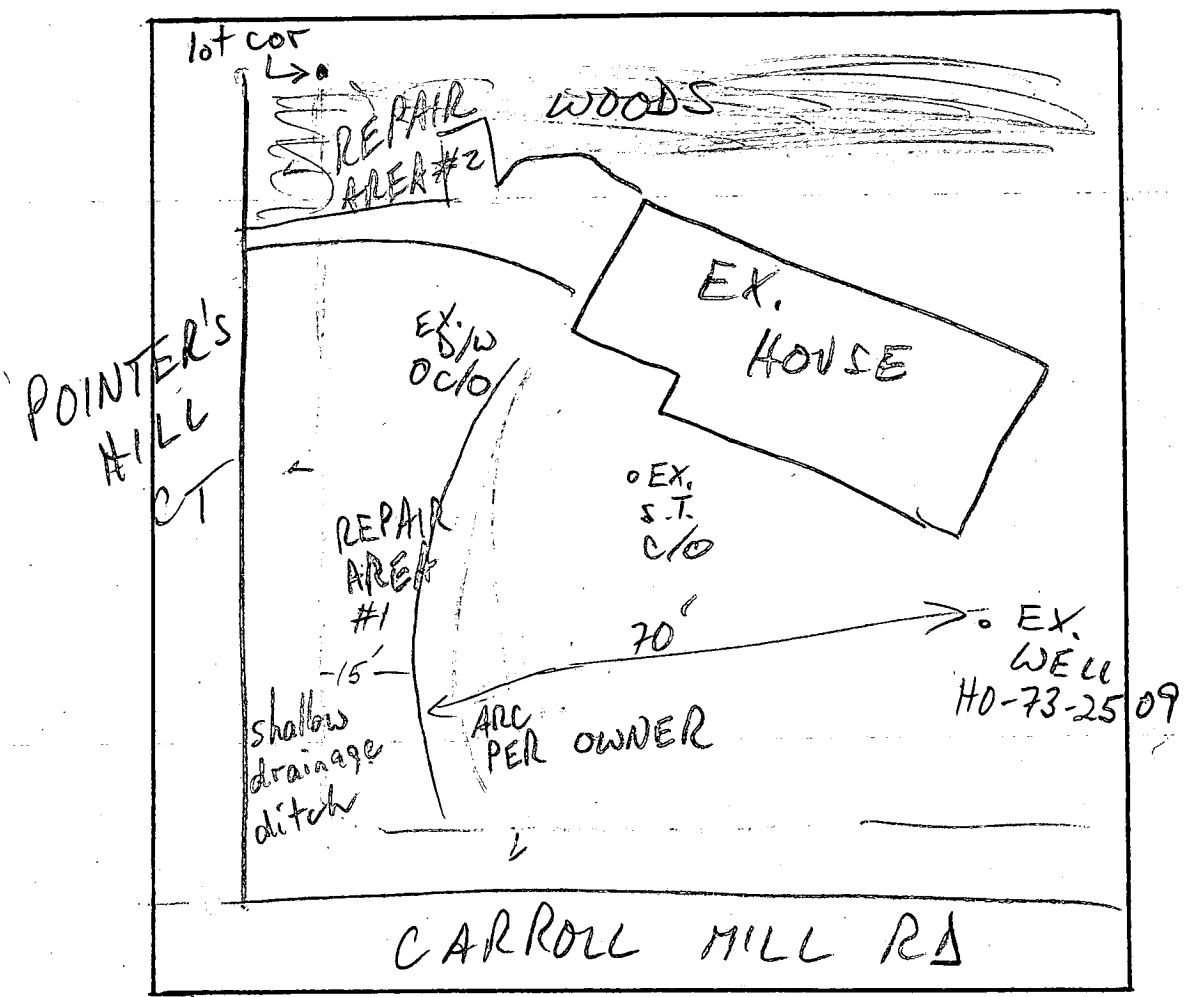 lot cor
WOODS
REPAIR
AREA #2
EX.
HOUSE
EX.
D/W
C/O
POINTER'S
HILL
CT
EX.
S.T.
C/O
REPAIR
AREA
#1
70'
EX.
WELL
HO-73-2509
15'
ARC
PER OWNER
shallow
drainage
ditch
CARROLL MILL RD